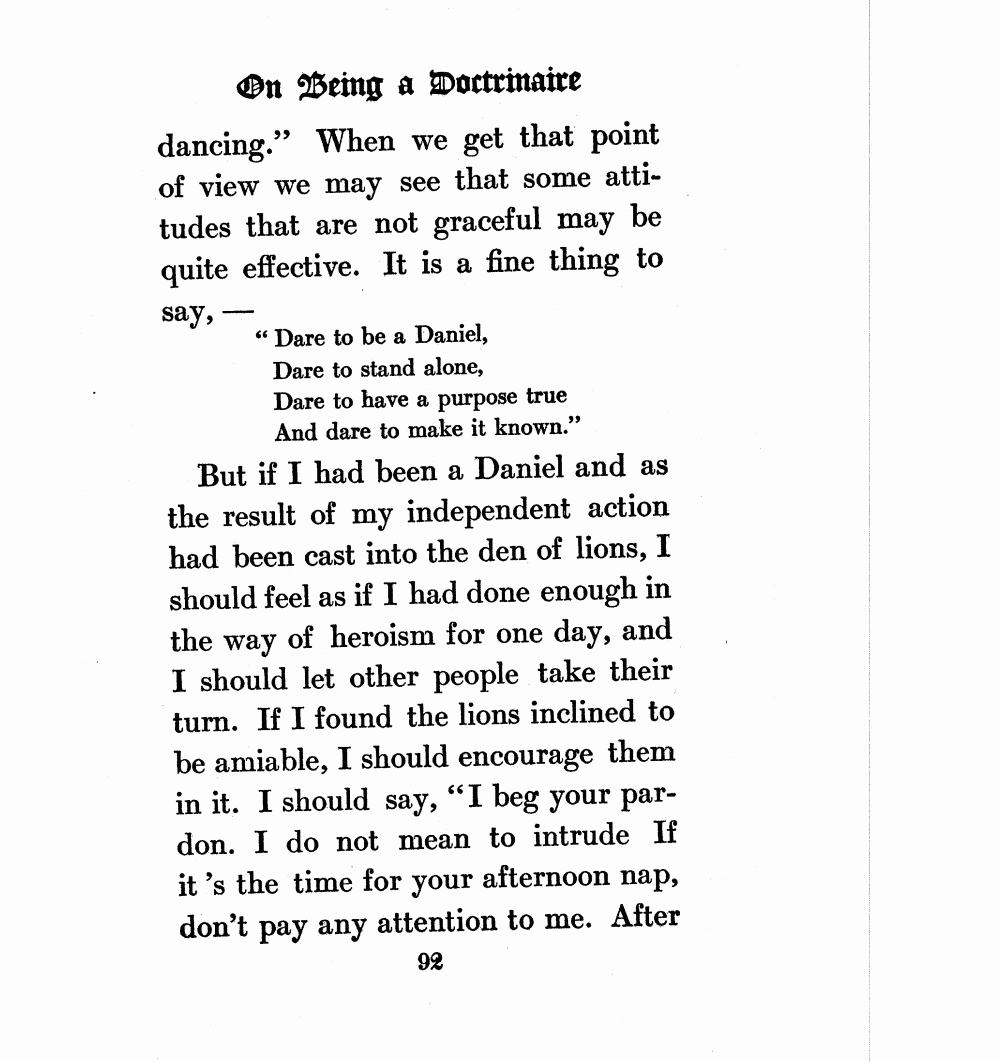 On Being a Doctrinaire
dancing.” When we get that point
of view we may see that some atti-
tudes that are not graceful may be
quite effective. It is a fine thing to
say, —
“ Dare to be a Daniel,
Dare to stand alone,
Dare to have a purpose true
And dare to make it known.”
But if I had been a Daniel and as
the result of my independent action
had been cast into the den of lions, I
should feel as if I had done enough in
the way of heroism for one day, and
I should let other people take their
turn. If I found the lions inclined to
be amiable, I should encourage them
in it. I should say, “I beg your par-
don. I do not mean to intrude If
it 's the time for your afternoon nap,
don't pay any attention to me. After
92